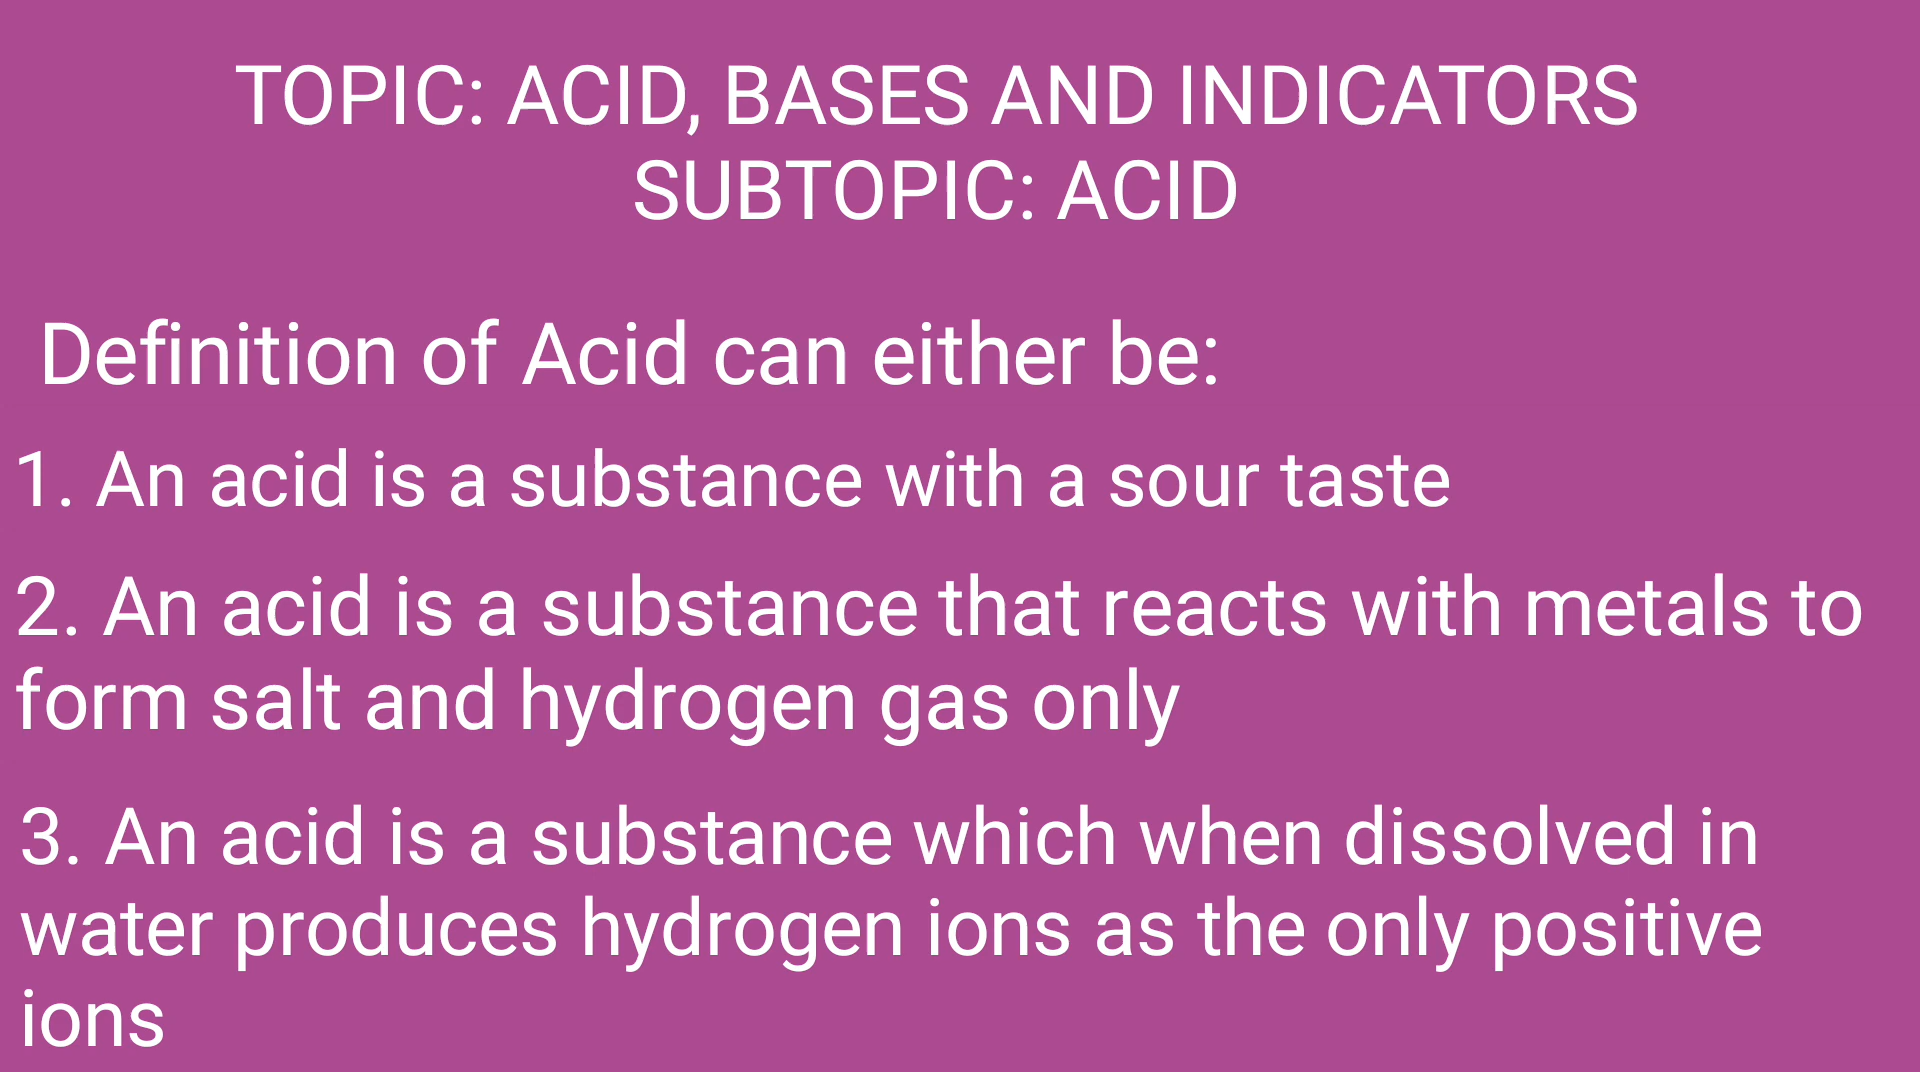 TOPIC: ACID, BASES AND INDICATORS
SUBTOPIC: ACID
Definition of Acid can either be:
1. An acid is a substance with a sour taste
2. An acid is a substance that reacts with metals to
form salt and hydrogen gas only
3. An acid is a substance which when dissolved in
water produces hydrogen ions as the only positive
ions